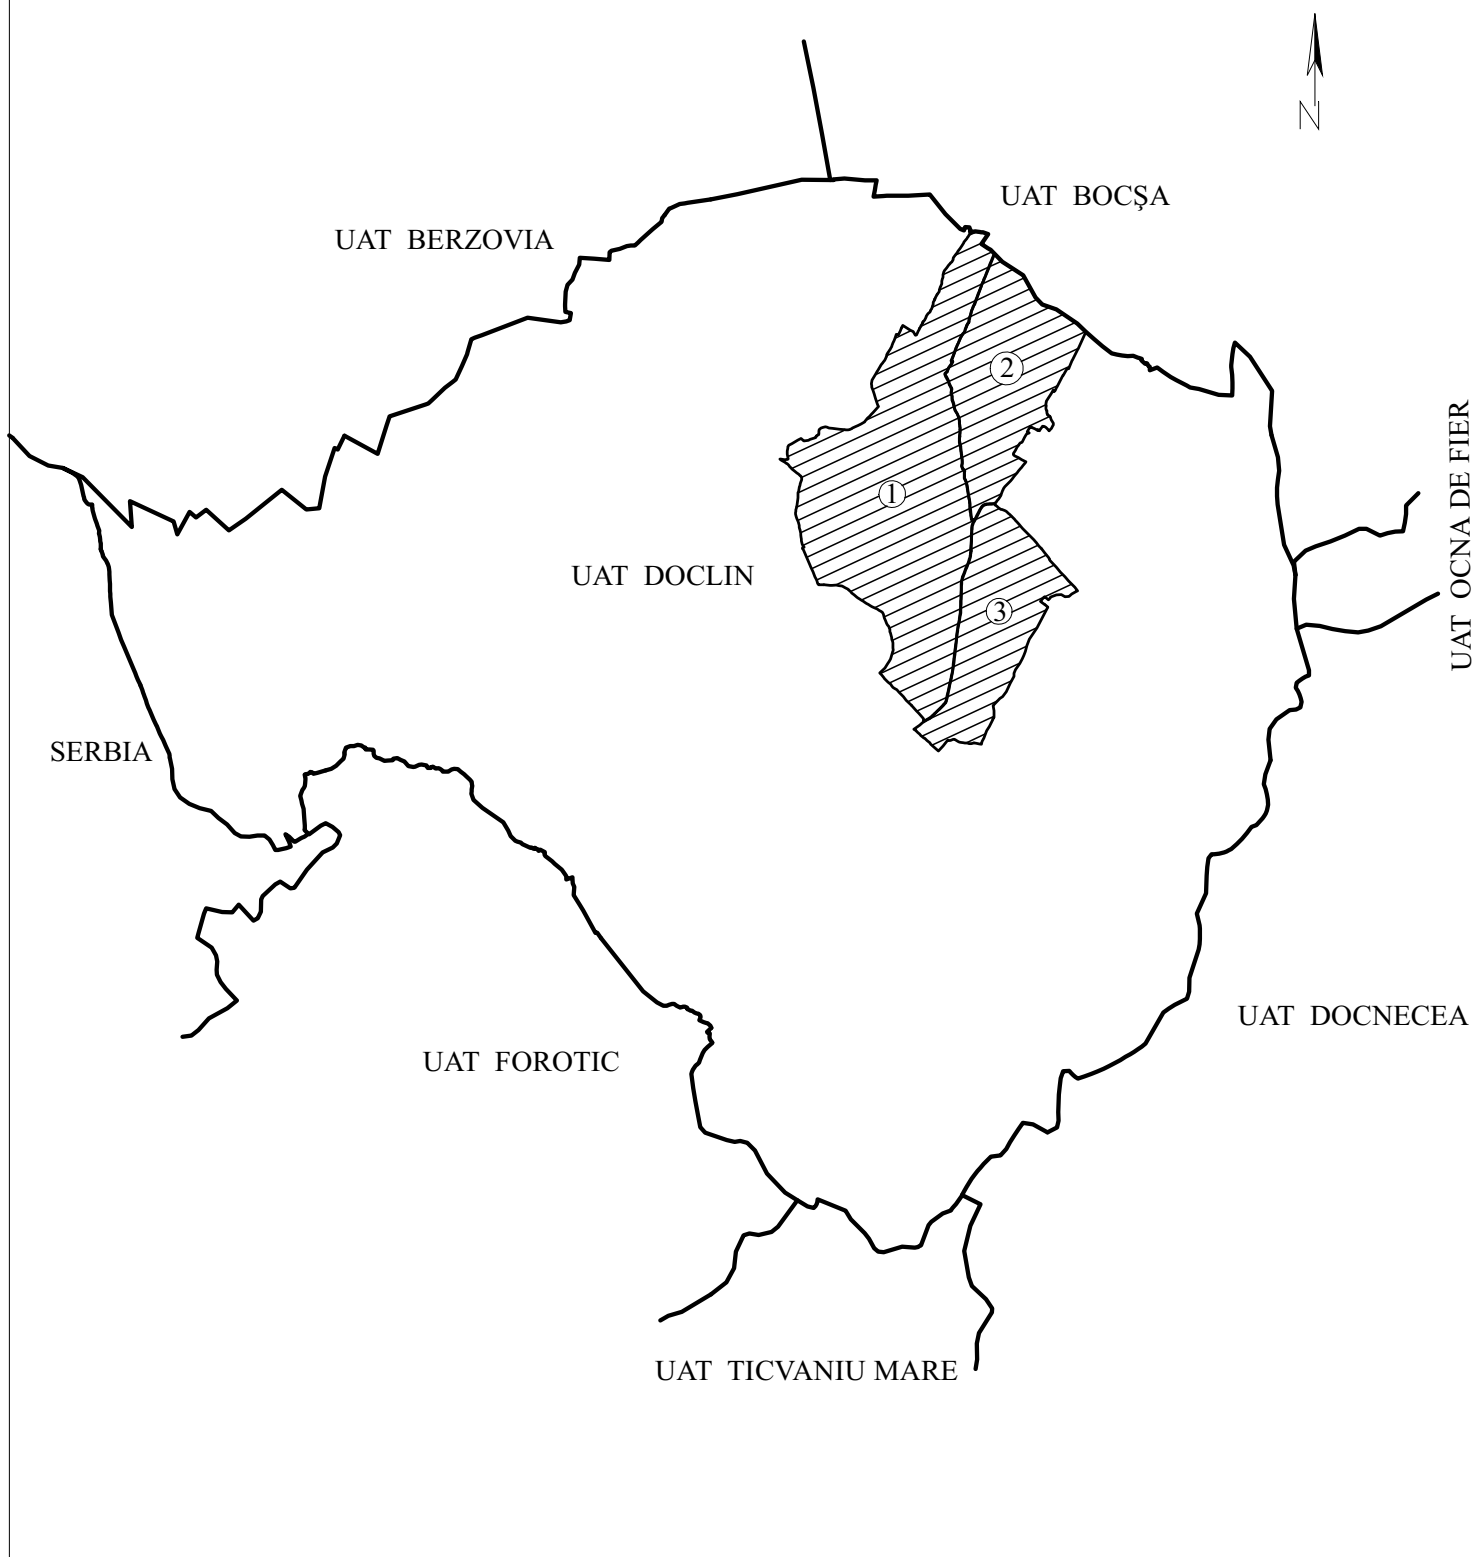 N
UAT BOCŞA
UAT BERZOVIA
2
UAT OCNA DE FIER
1
UAT DOCLIN
3
SERBIA
UAT DOCNECEA
UAT FOROTIC
UAT TICVANIU MARE